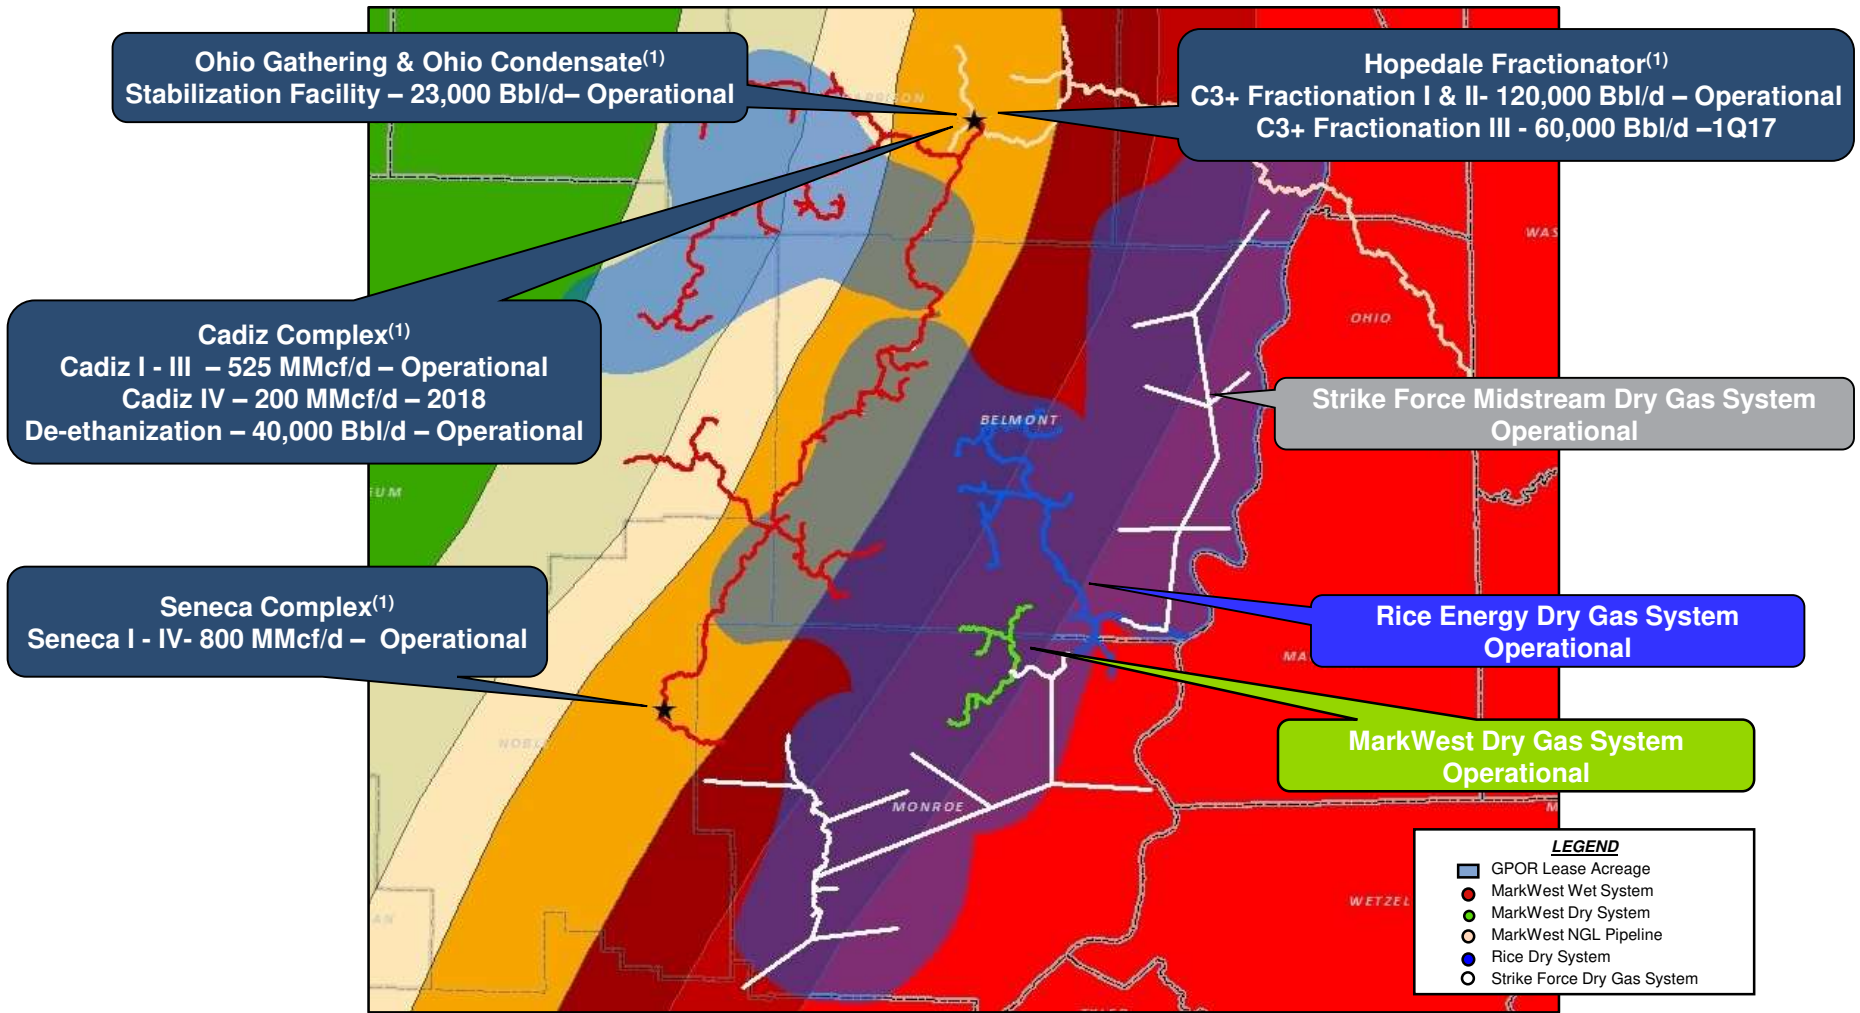 Ohio Gathering & Ohio Condensate(1)
Stabilization Facility – 23,000 Bbl/d– Operational
Hopedale Fractionator(1)
C3+ Fractionation I & II- 120,000 Bbl/d – Operational
C3+ Fractionation III - 60,000 Bbl/d –1Q17
WAS
OHIO
Cadiz Complex(1)
Cadiz I - III – 525 MMcf/d – Operational
Cadiz IV – 200 MMcf/d – 2018
De-ethanization – 40,000 Bbl/d – Operational
Strike Force Midstream Dry Gas System
Operational
BELMONT
EUM
Seneca Complex(1)
Seneca I - IV- 800 MMcf/d – Operational
Rice Energy Dry Gas System
Operational
MA
MarkWest Dry Gas System
Operational
NOBLE
MONROE
M
WETZEL
AN
LEGEND
GPOR Lease Acreage
MarkWest Wet System
MarkWest Dry System
MarkWest NGL Pipeline
Rice Dry System
Strike Force Dry Gas System